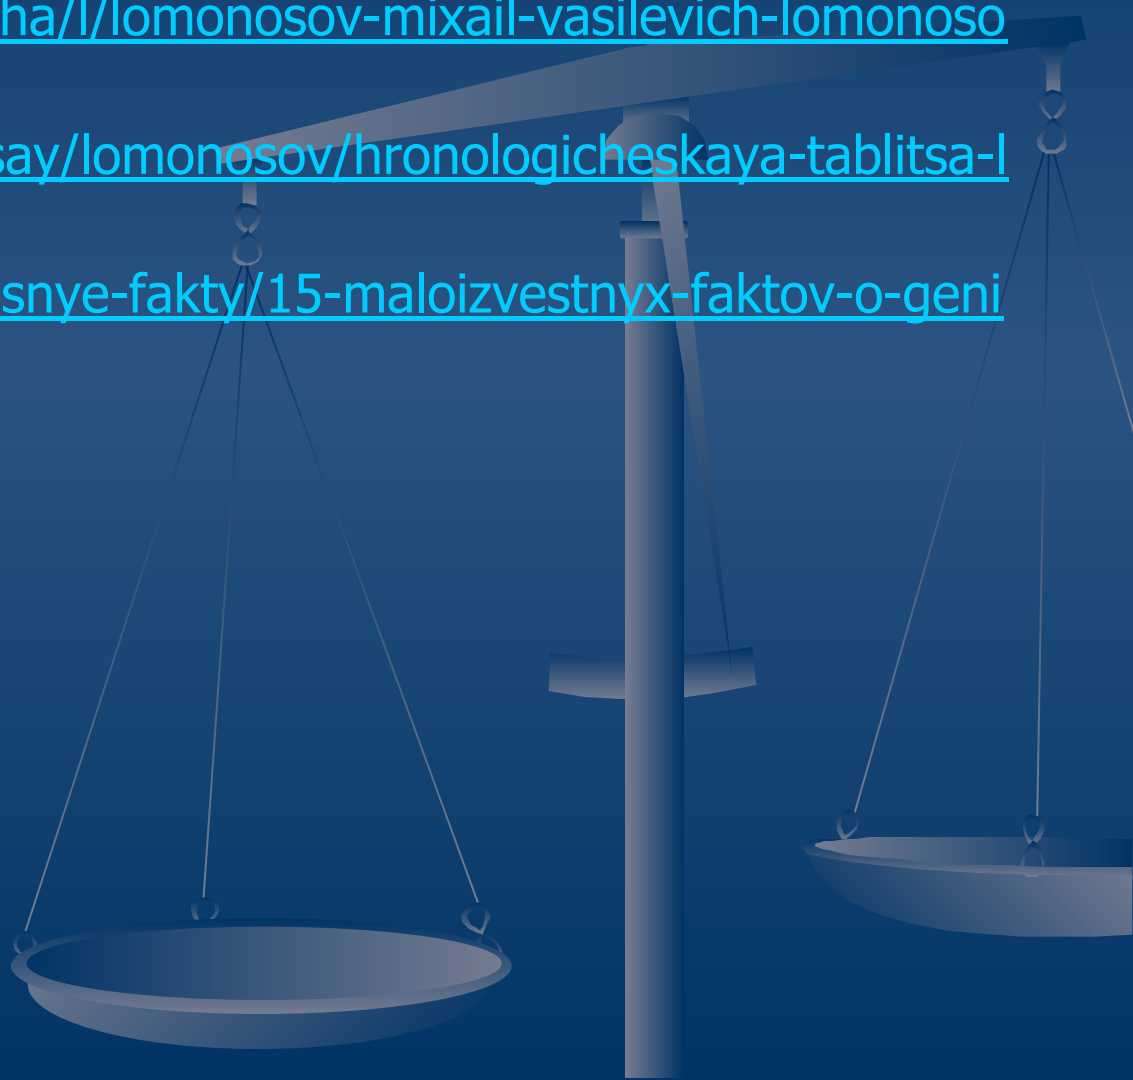 ha/l/lomonosov-mixail-vasilevich-lomonoso
say/lomonosov/hronologicheskaya-tablitsa-l
snye-fakty/15-maloizvestnyx-faktov-o-geni